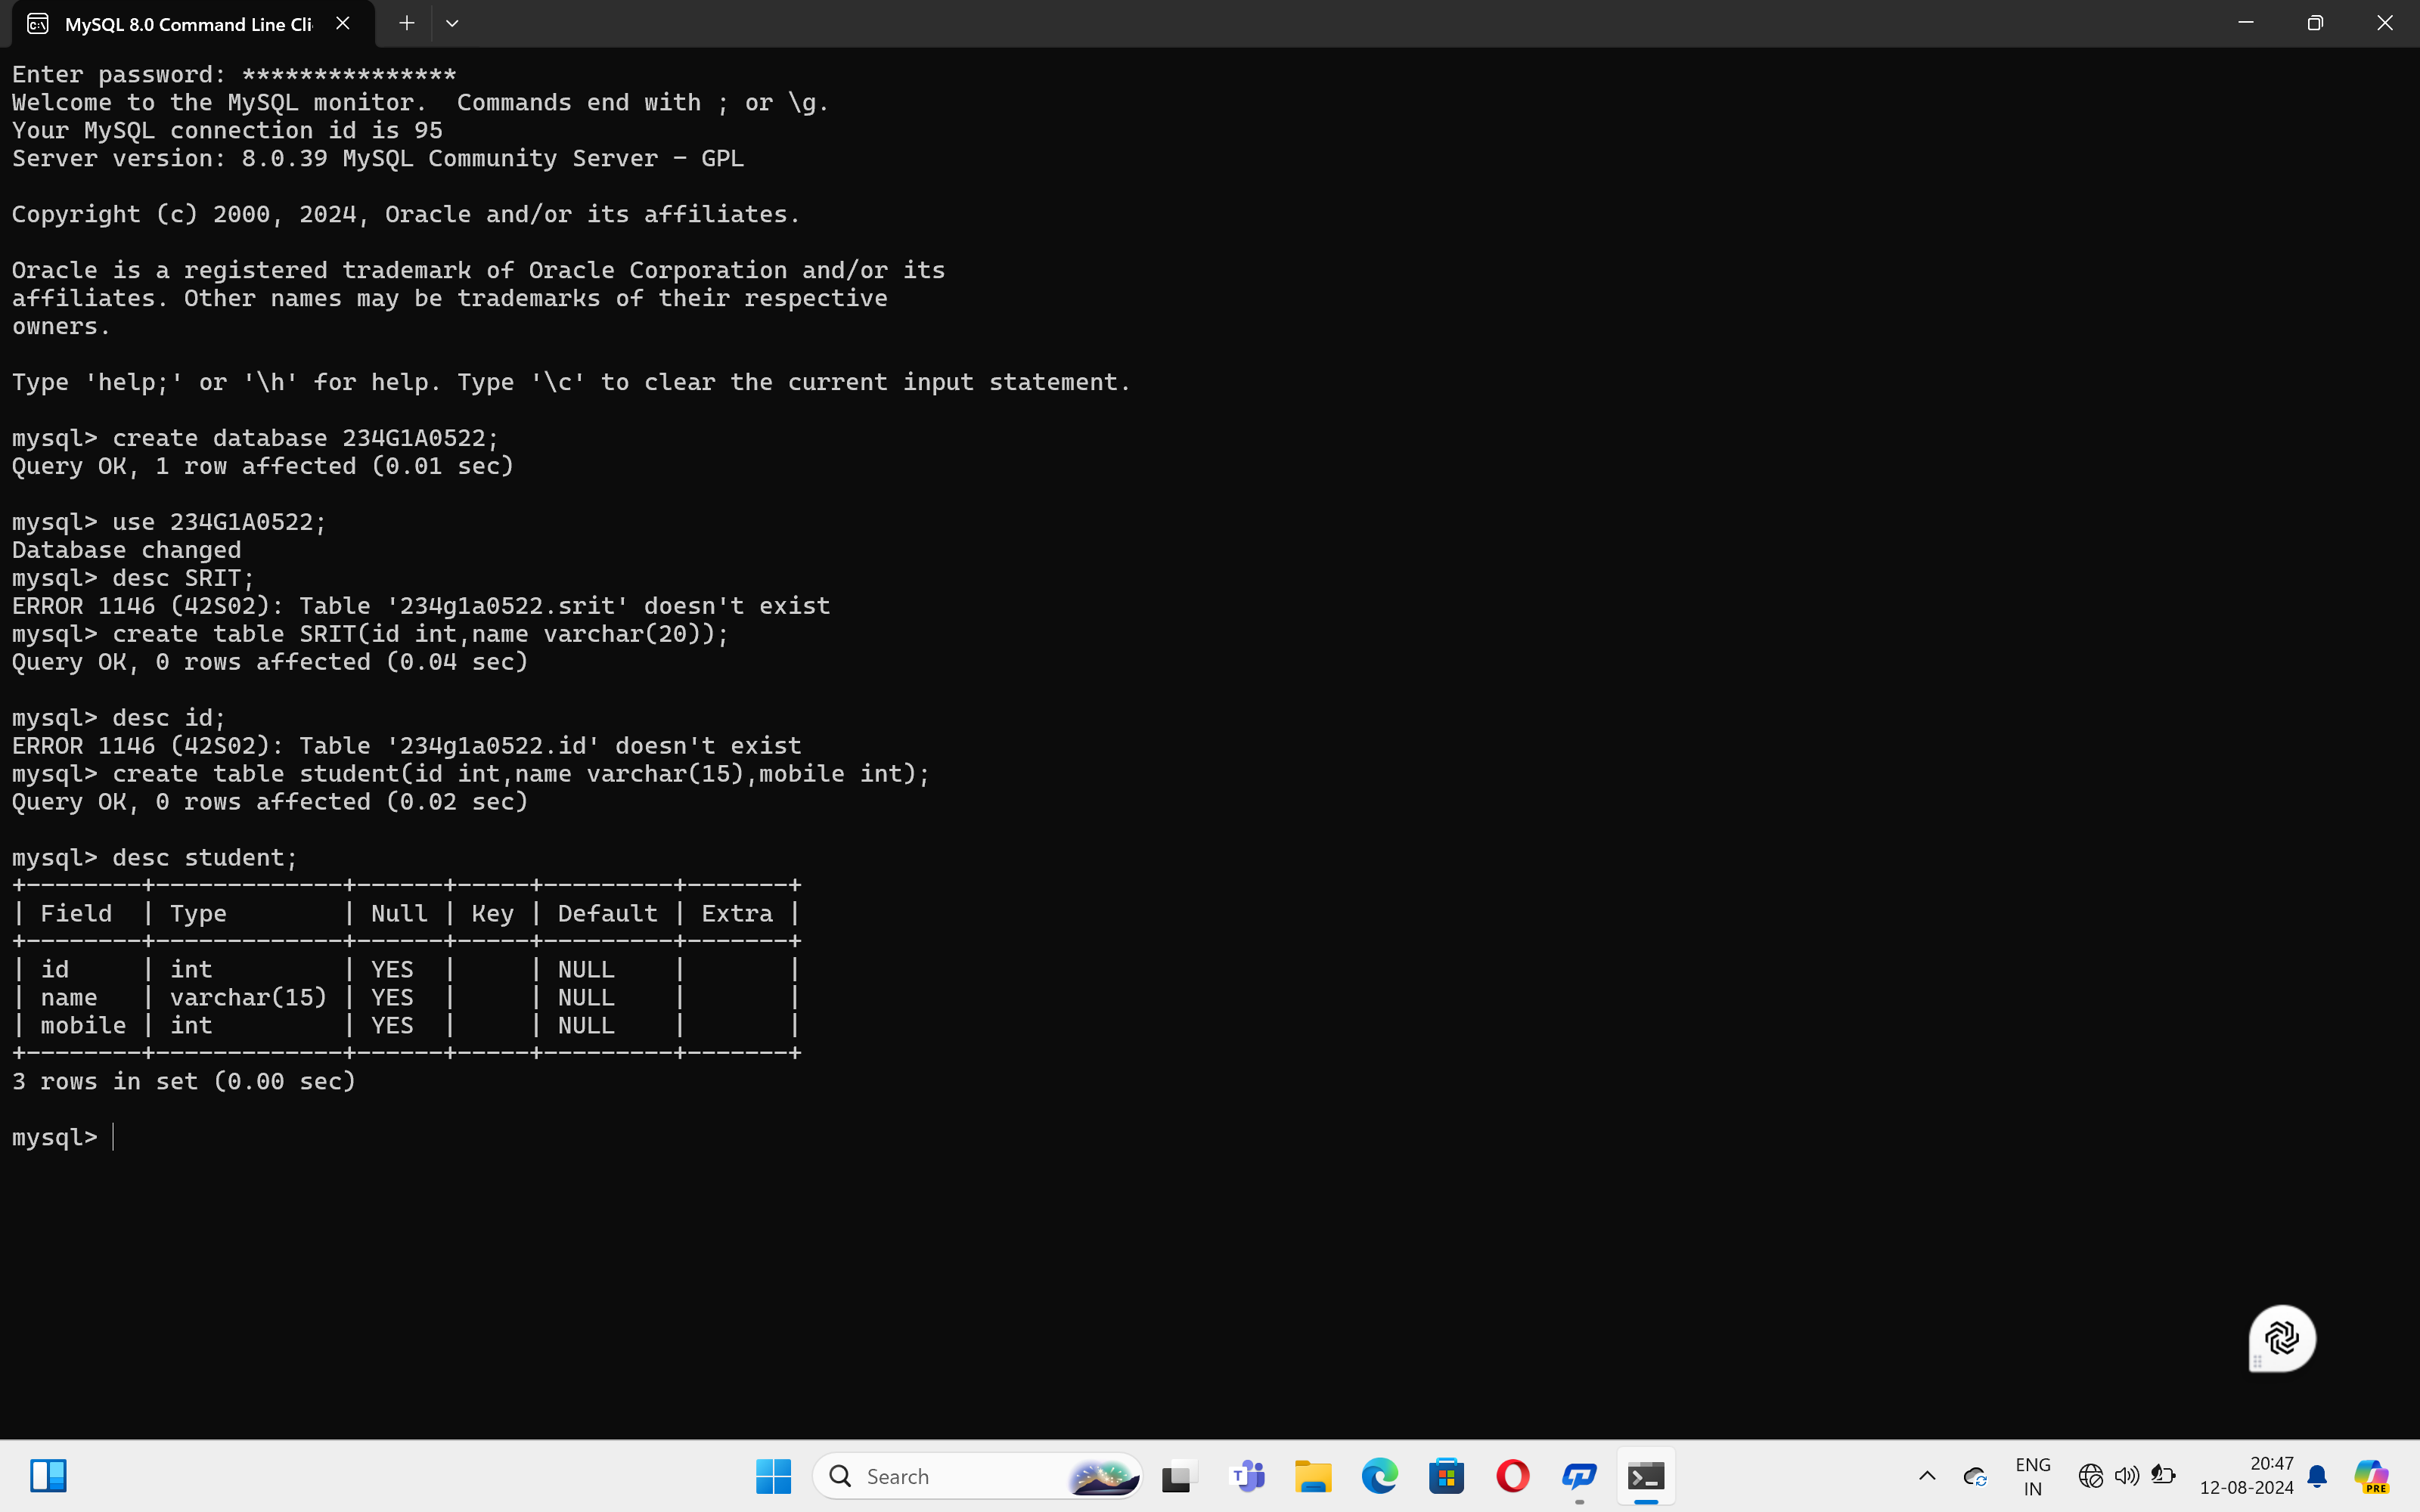 MySQL 8.0 Command Line Cli
Enter password: ***************
Welcome to the MySQL monitor.  Commands end with ; or \g.
Your MySQL connection id is 95
Server version: 8.0.39 MySQL Community Server - GPL
Copyright (c) 2000, 2024, Oracle and/or its affiliates.
Oracle is a registered trademark of Oracle Corporation and/or its
affiliates. Other names may be trademarks of their respective
owners.
Type 'help;' or '\h' for help. Type '\c' to clear the current input statement.
mysql> create database 234G1A0522;
Query OK, 1 row affected (0.01 sec)
mysql> use 234G1A0522;
Database changed
mysql> desc SRIT;
ERROR 1146 (42S02): Table '234g1a0522.srit' doesn't exist
mysql> create table SRIT(id int,name varchar(20));
Query OK, 0 rows affected (0.04 sec)
mysql> desc id;
ERROR 1146 (42S02): Table '234g1a0522.id' doesn't exist
mysql> create table student(id int,name varchar(15),mobile int);
Query OK, 0 rows affected (0.02 sec)
mysql> desc student;
+--------+-------------+------+-----+---------+-------+
| Field  | Type        | Null | Key | Default | Extra |
+--------+-------------+------+-----+---------+-------+
| id     | int         | YES  |     | NULL    |       |
| name   | varchar(15) | YES  |     | NULL    |       |
| mobile | int         | YES  |     | NULL    |       |
+--------+-------------+------+-----+---------+-------+
3 rows in set (0.00 sec)
mysql>
Search
ENG
IN
20:47
12-08-2024
PRE